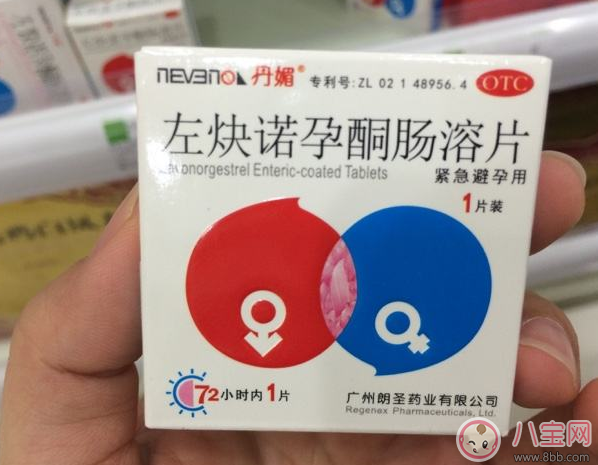 nevenol 丹媚® 专利号:ZL 02 1 48956.4 OTC
左炔诺孕酮肠溶片
Levonorgestrel Enteric-coated Tablets
紧急避孕用
1片装
72小时内1片
广州朗圣药业有限公司
Regenex Pharmaceuticals, Ltd.
八宝网
www.8bb.com